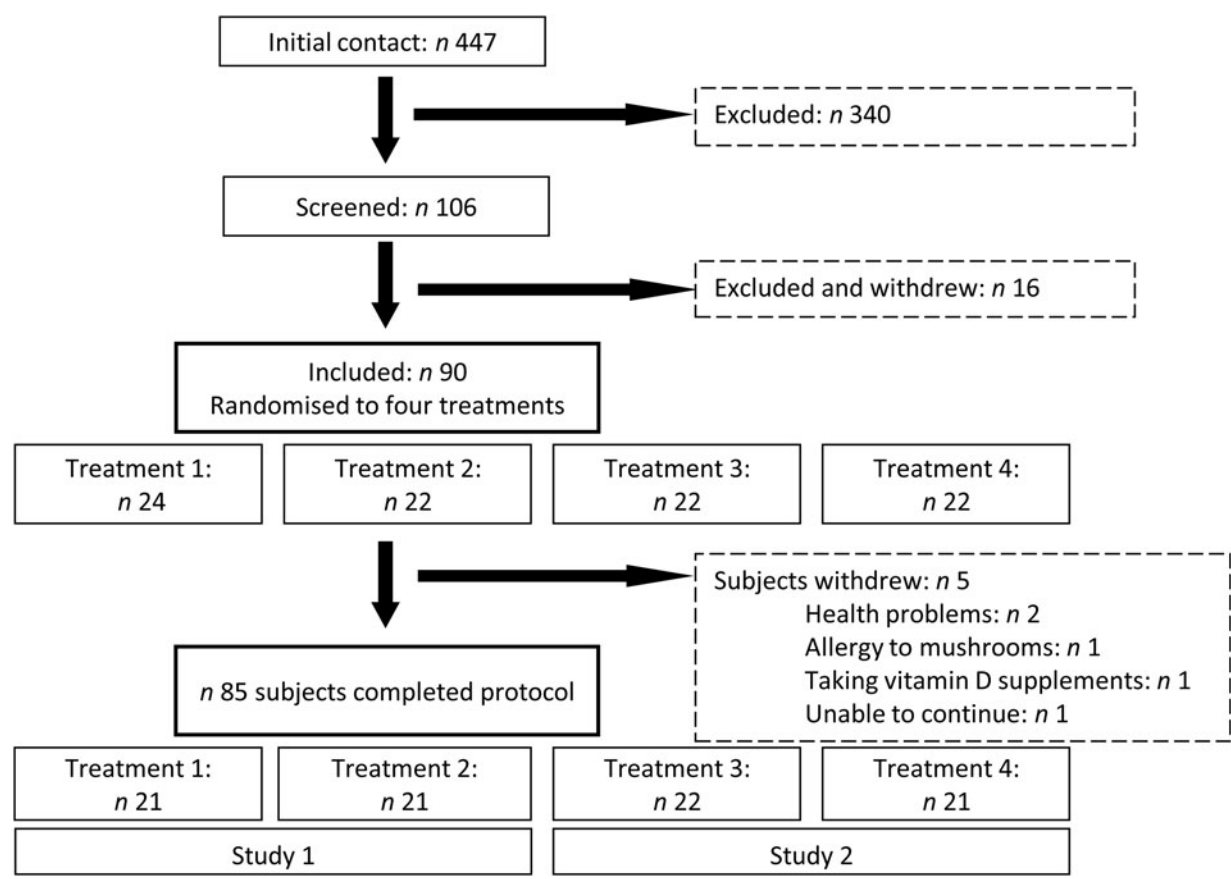 Initial contact: n 447
Excluded: n 340
Screened: n 106
Excluded and withdrew: n 16
Included: n 90
Randomised to four treatments
Treatment 1:
n 24
Treatment 2:
n 22
Treatment 3:
n 22
Treatment 4:
n 22
Subjects withdrew: n 5
Health problems: n 2
Allergy to mushrooms: n 1
Taking vitamin D supplements: n 1
Unable to continue: n 1
n 85 subjects completed protocol
Treatment 1:
n 21
Treatment 2:
n 21
Treatment 3:
n 22
Treatment 4:
n 21
Study 1
Study 2